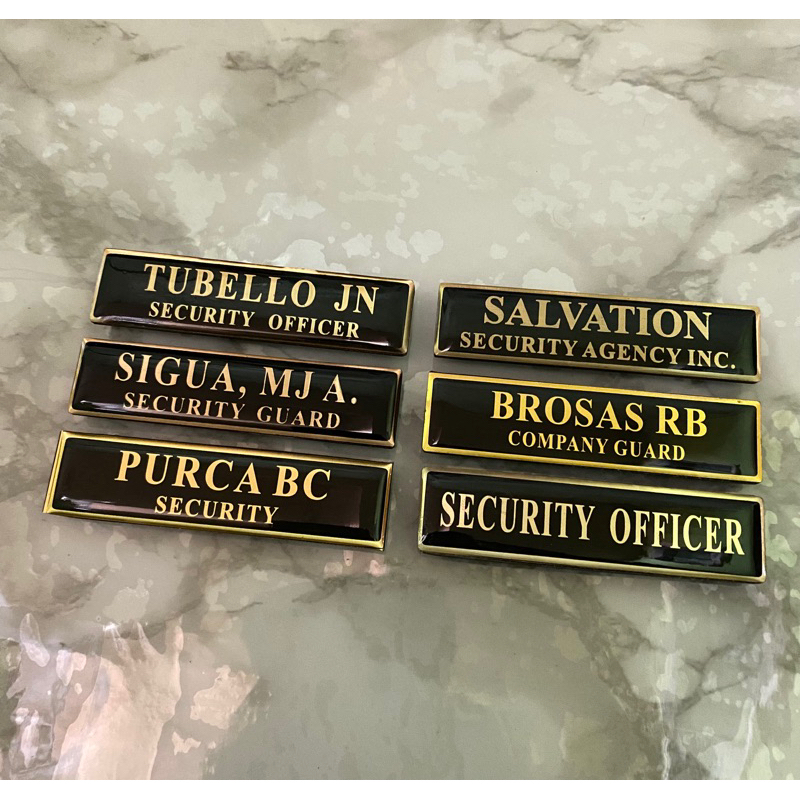 TUBELLO JN
SECURITY OFFICER
SIGUA, MJ A.
SECURITY GUARD
PURCA BC
SECURITY
SALVATION
SECURITY AGENCY INC.
BROSAS RB
COMPANY GUARD
SECURITY OFFICER